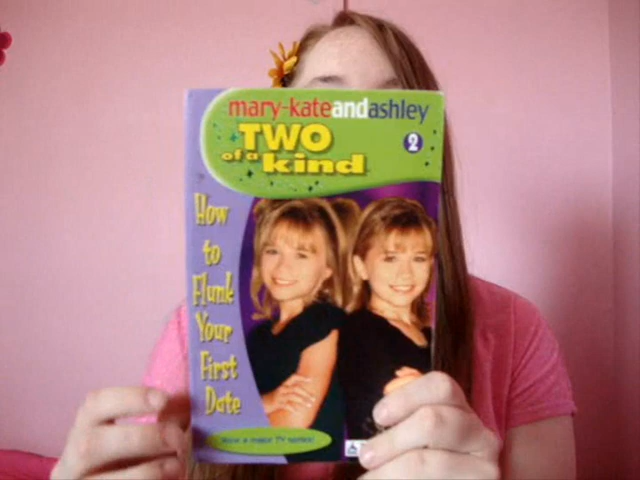 mary-kateandashley
TWO
of a kind
2
How
to
Flunk
Your
First
Date
Now a major TV series!